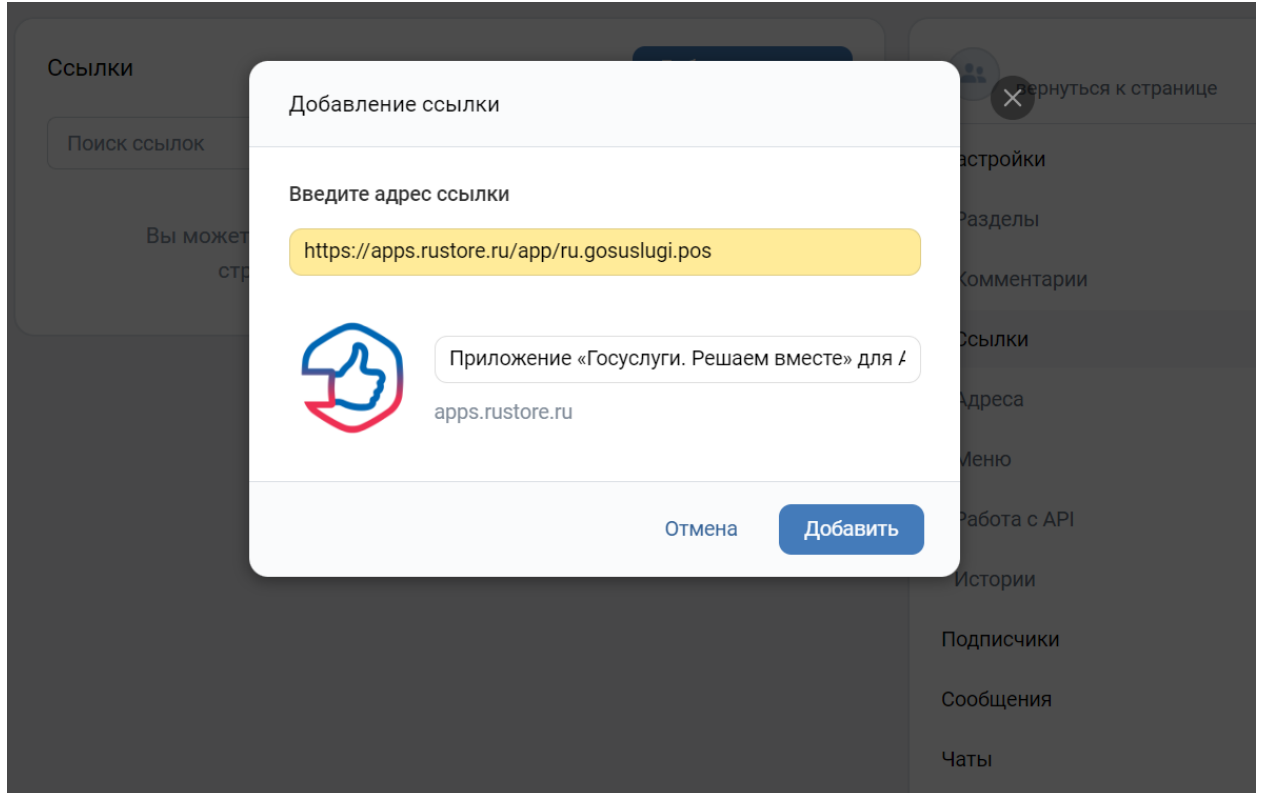 Ссылки
Поиск ссылок
Вы может
стр
Добавление ссылки
Введите адрес ссылки
https://apps.rustore.ru/app/ru.gosuslugi.pos
Приложение «Госуслуги. Решаем вместе» для А
apps.rustore.ru
Отмена
Добавить
вернуться к странице
астройки
Разделы
Комментарии
Ссылки
Адреса
Меню
Работа с API
Истории
Подписчики
Сообщения
Чаты